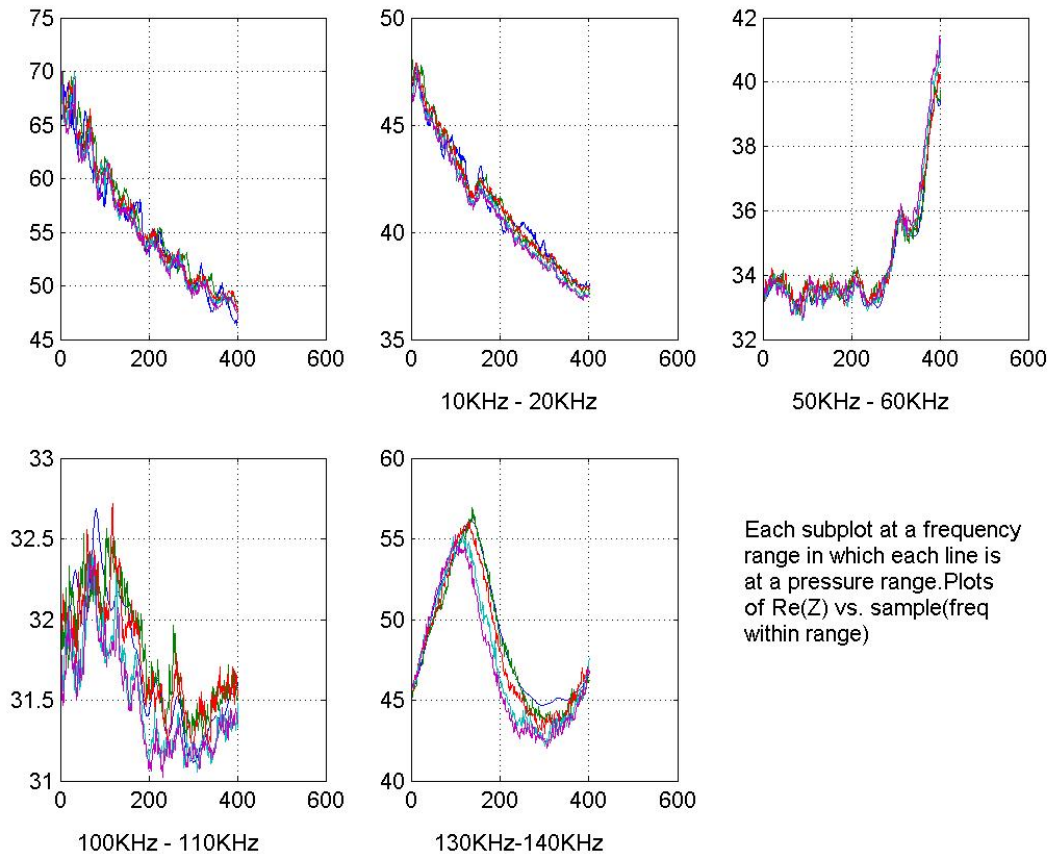 75
70
65
60
55
50
45
0 200 400 600
50
45
40
35
0 200 400 600
10KHz - 20KHz
42
40
38
36
34
32
0 200 400 600
50KHz - 60KHz
33
32.5
32
31.5
31
0 200 400 600
100KHz - 110KHz
60
55
50
45
40
0 200 400 600
130KHz-140KHz
Each subplot at a frequency
range in which each line is
at a pressure range.Plots
of Re(Z) vs. sample(freq
within range)